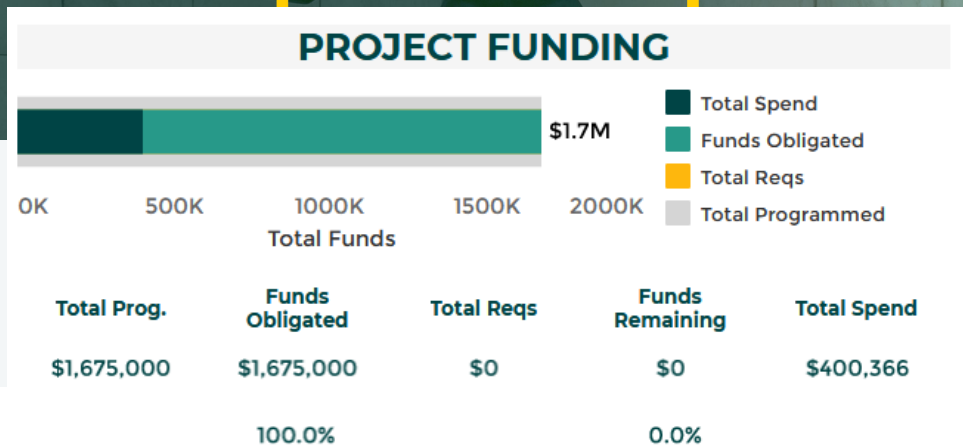 PROJECT FUNDING
$1.7M
Total Spend
Funds Obligated
Total Reqs
Total Programmed
0K 500K 1000K 1500K 2000K
Total Funds
Total Prog. Funds Obligated Total Reqs Funds Remaining Total Spend
$1,675,000 $1,675,000 $0 $0 $400,366
100.0% 0.0%